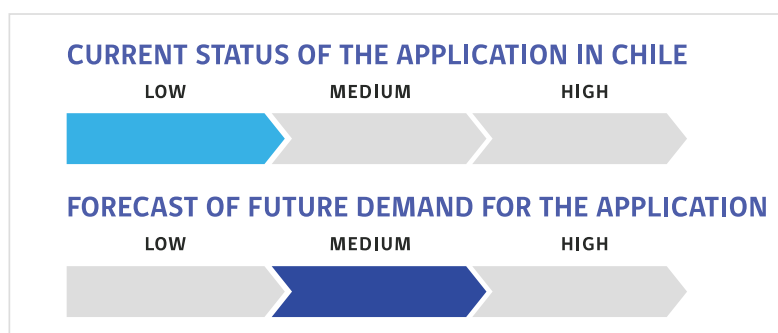 CURRENT STATUS OF THE APPLICATION IN CHILE
LOW MEDIUM HIGH
FORECAST OF FUTURE DEMAND FOR THE APPLICATION
LOW MEDIUM HIGH